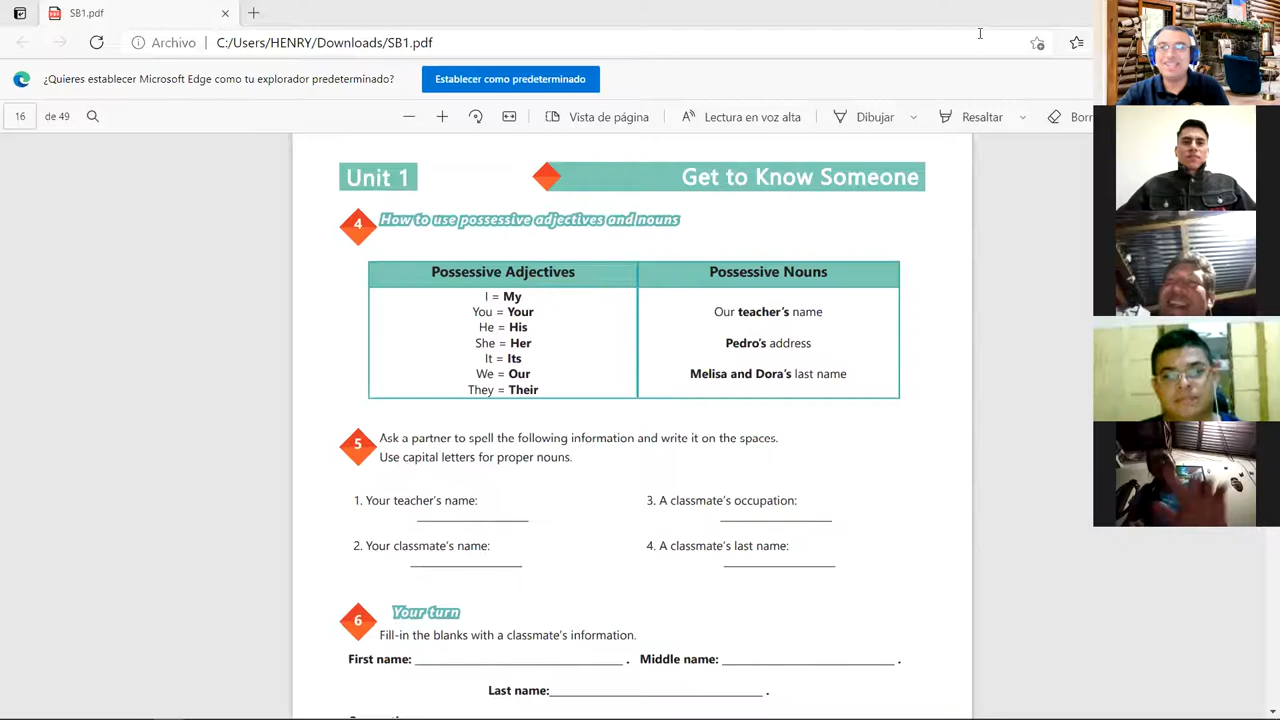 SB1.pdf
Archivo C:/Users/HENRY/Downloads/SB1.pdf
¿Quieres establecer Microsoft Edge como tu explorador predeterminado? Establecer como predeterminado
16 de 49 Vista de página Lectura en voz alta Dibujar Resaltar Borr
Unit 1 Get to Know Someone
4 How to use possessive adjectives and nouns
Possessive Adjectives Possessive Nouns
I = My
You = Your Our teacher's name
He = His
She = Her Pedro's address
It = Its
We = Our Melisa and Dora's last name
They = Their
5 Ask a partner to spell the following information and write it on the spaces.
Use capital letters for proper nouns.
1. Your teacher's name: 3. A classmate's occupation:
2. Your classmate's name: 4. A classmate's last name:
6 Your turn
Fill-in the blanks with a classmate's information.
First name: . Middle name: .
Last name: .